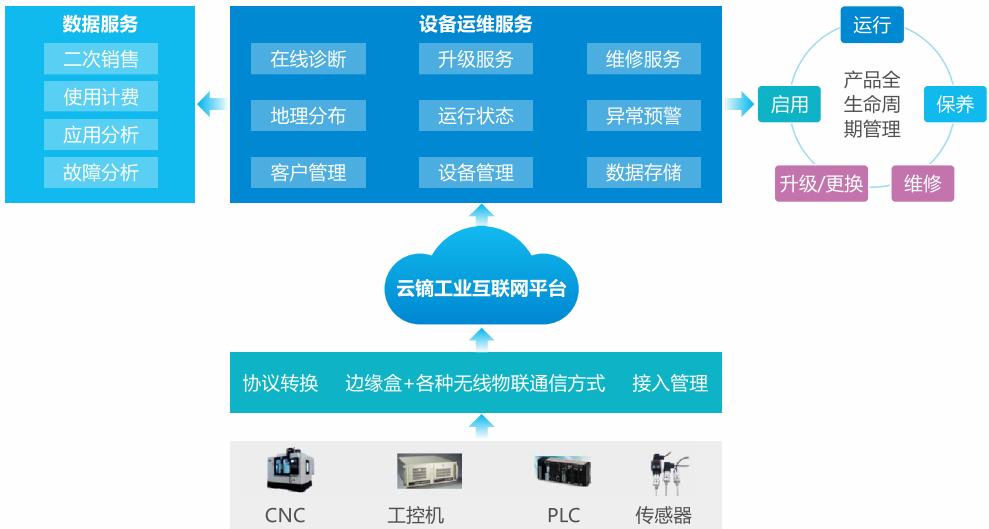 数据服务
二次销售
使用计费
应用分析
故障分析
设备运维服务
在线诊断
升级服务
维修服务
地理分布
运行状态
异常预警
客户管理
设备管理
数据存储
运行
启用
产品全
生命周
期管理
保养
升级/更换
维修
云镝工业互联网平台
协议转换
边缘盒+各种无线物联通信方式
接入管理
CNC
工控机
PLC
传感器